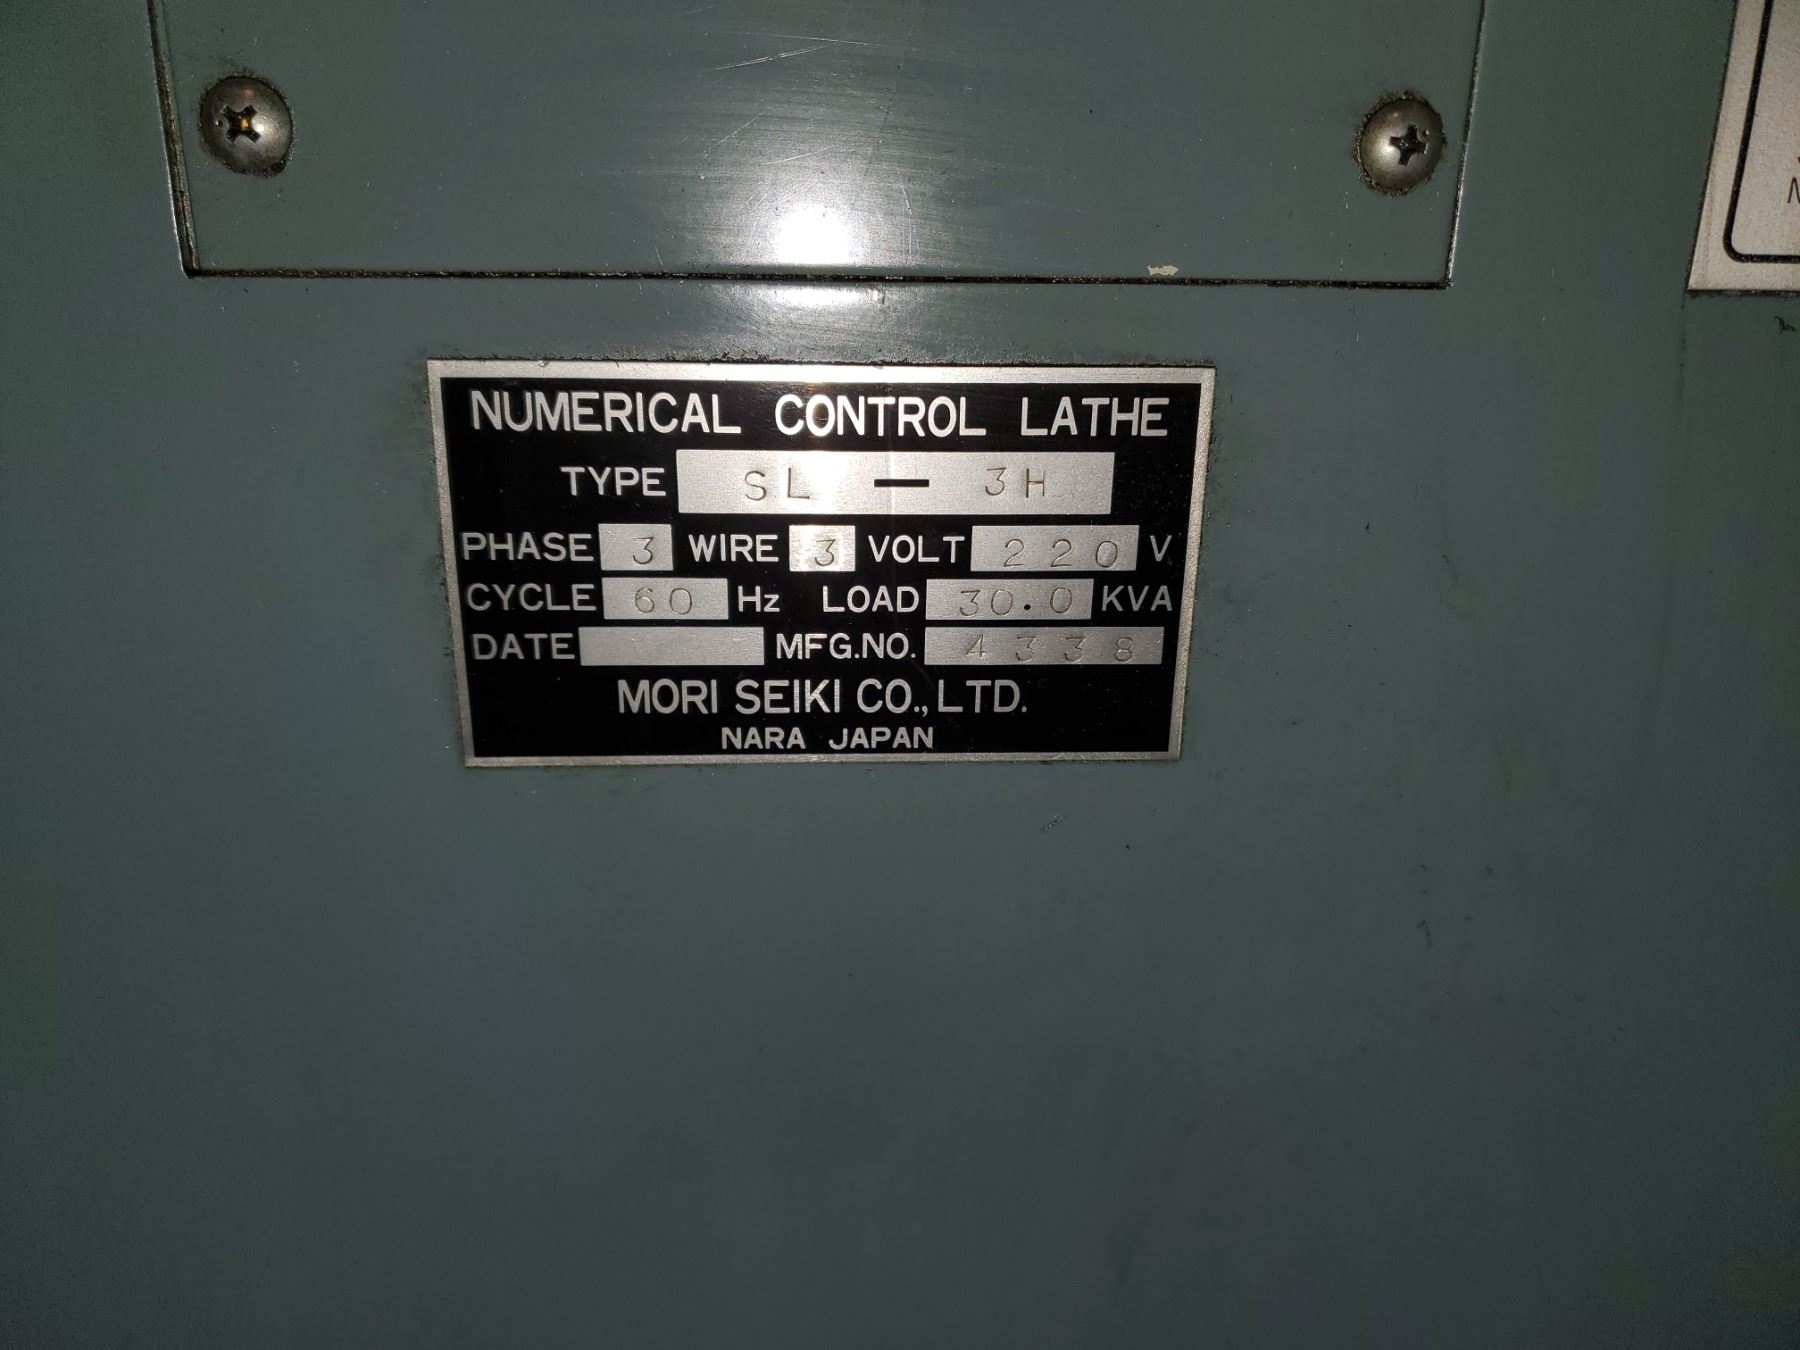 NUMERICAL CONTROL LATHE
TYPE SL — 3H
PHASE 3 WIRE 3 VOLT 220 V
CYCLE 60 Hz LOAD 30.0 KVA
DATE MFG.NO. 4338
MORI SEIKI CO., LTD.
NARA JAPAN